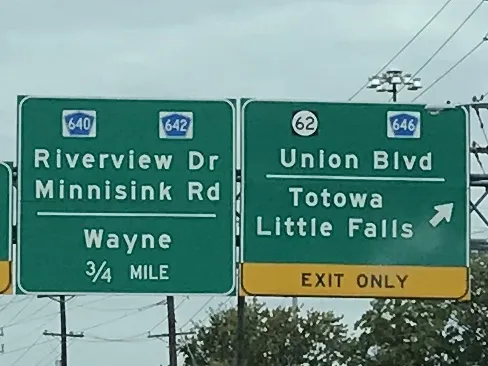 640 642
Riverview Dr
Minnisink Rd
Wayne
3/4 MILE
62 646
Union Blvd
Totowa
Little Falls
EXIT ONLY